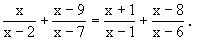 x/(x − 2) + (x − 9)/(x − 7) = (x + 1)/(x − 1) + (x − 8)/(x − 6).